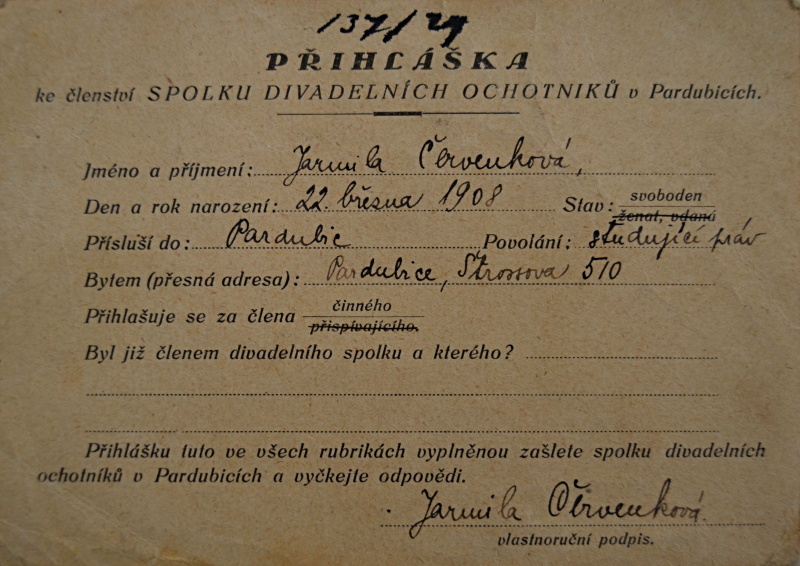 137/29
PŘIHLÁŠKA
ke členství SPOLKU DIVADELNÍCH OCHOTNIKŮ v Pardubicích.
Jméno a příjmení: Jarmila Červenková,
Den a rok narození: 22. března 1908 Stav: svoboden
ženat, vdaná
Přísluší do: Pardubic Povolání: studující práv
Bytem (přesná adresa): Pardubice, Štrossova 510
Přihlašuje se za člena činného
přispívajícího.
Byl již členem divadelního spolku a kterého?
Přihlášku tuto ve všech rubrikách vyplněnou zašlete spolku divadelních
ochotníků v Pardubicích a vyčkejte odpovědi.
Jarmila Červenková.
vlastnoruční podpis.